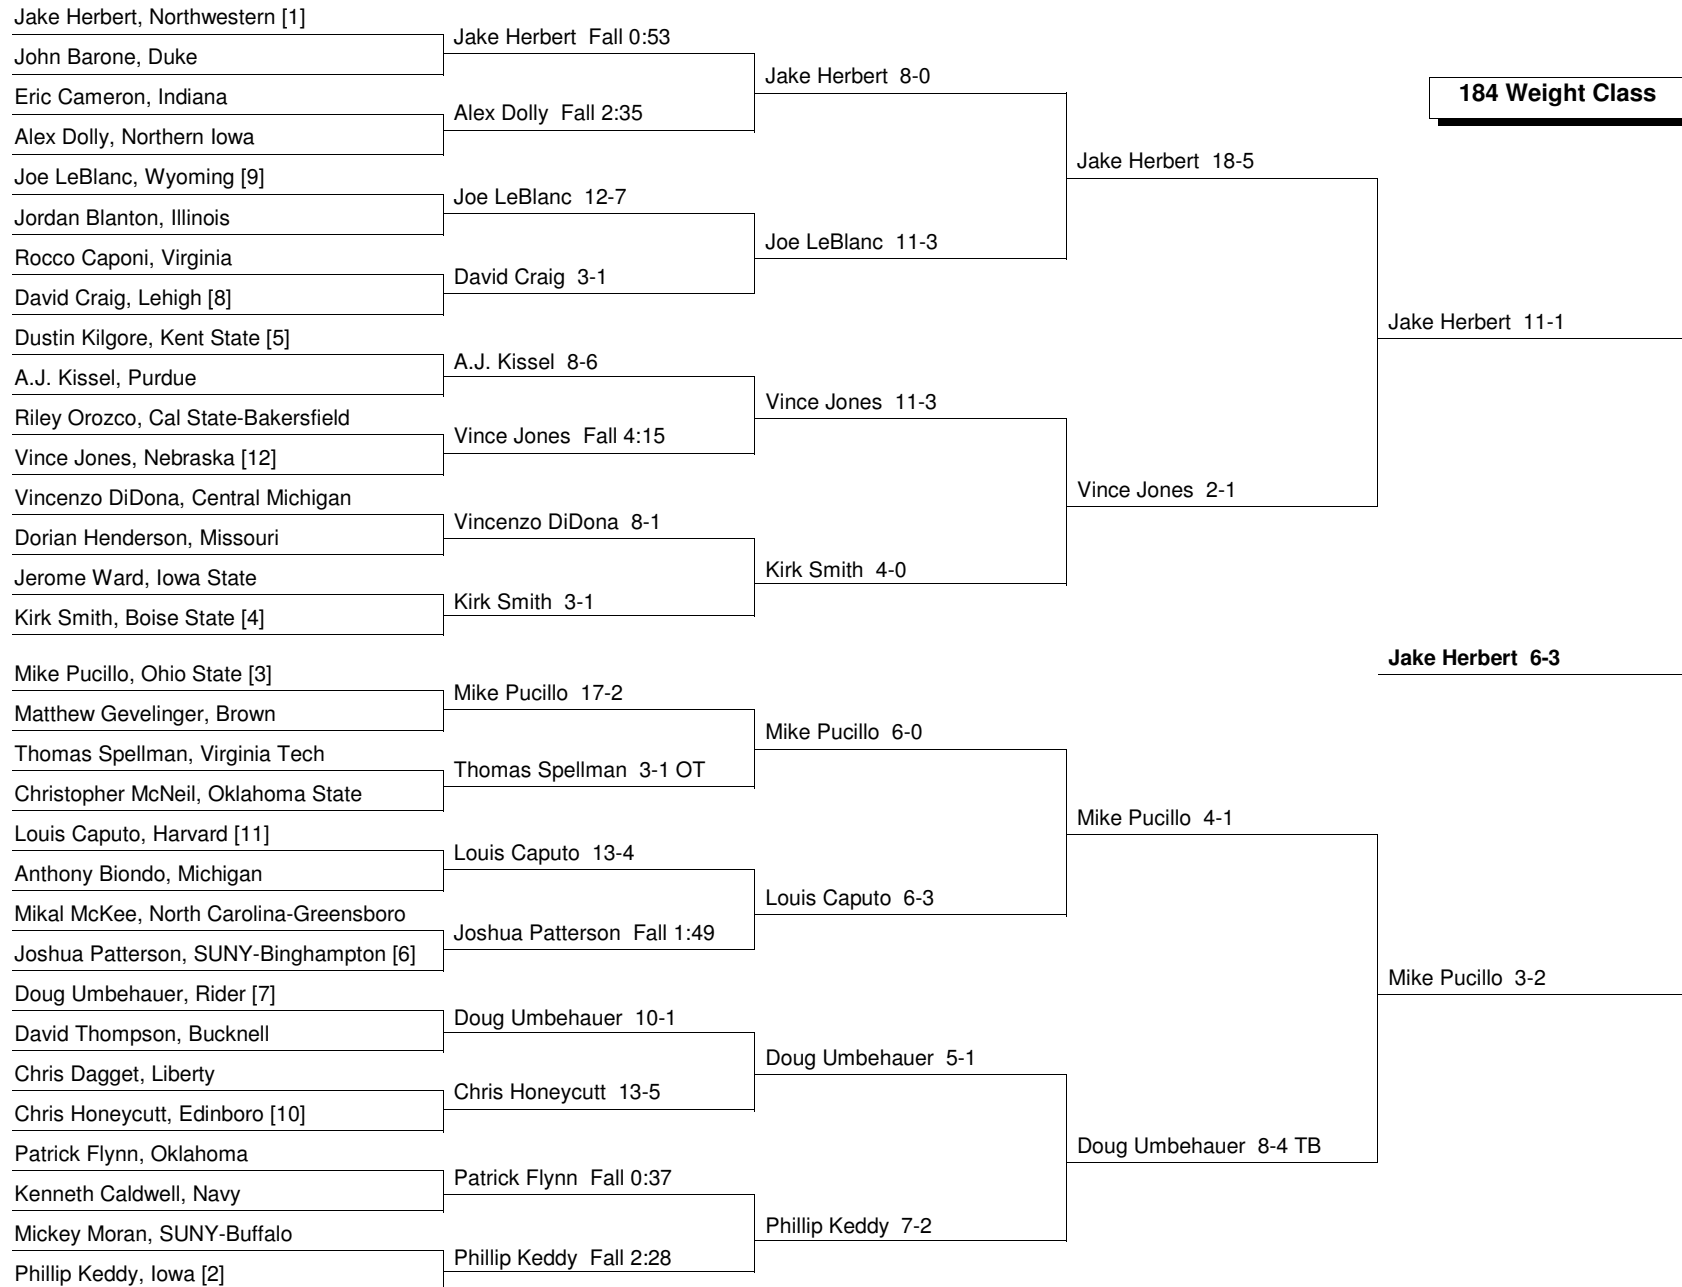 Jake Herbert, Northwestern [1]
John Barone, Duke
Eric Cameron, Indiana
Alex Dolly, Northern Iowa
Joe LeBlanc, Wyoming [9]
Jordan Blanton, Illinois
Rocco Caponi, Virginia
David Craig, Lehigh [8]
Dustin Kilgore, Kent State [5]
A.J. Kissel, Purdue
Riley Orozco, Cal State-Bakersfield
Vince Jones, Nebraska [12]
Vincenzo DiDona, Central Michigan
Dorian Henderson, Missouri
Jerome Ward, Iowa State
Kirk Smith, Boise State [4]
Mike Pucillo, Ohio State [3]
Matthew Gevelinger, Brown
Thomas Spellman, Virginia Tech
Christopher McNeil, Oklahoma State
Louis Caputo, Harvard [11]
Anthony Biondo, Michigan
Mikal McKee, North Carolina-Greensboro
Joshua Patterson, SUNY-Binghampton [6]
Doug Umbehauer, Rider [7]
David Thompson, Bucknell
Chris Dagget, Liberty
Chris Honeycutt, Edinboro [10]
Patrick Flynn, Oklahoma
Kenneth Caldwell, Navy
Mickey Moran, SUNY-Buffalo
Phillip Keddy, Iowa [2]
Jake Herbert Fall 0:53
Alex Dolly Fall 2:35
Joe LeBlanc 12-7
David Craig 3-1
A.J. Kissel 8-6
Vince Jones Fall 4:15
Vincenzo DiDona 8-1
Kirk Smith 3-1
Mike Pucillo 17-2
Thomas Spellman 3-1 OT
Louis Caputo 13-4
Joshua Patterson Fall 1:49
Doug Umbehauer 10-1
Chris Honeycutt 13-5
Patrick Flynn Fall 0:37
Phillip Keddy Fall 2:28
Jake Herbert 8-0
Joe LeBlanc 11-3
Vince Jones 11-3
Kirk Smith 4-0
Mike Pucillo 6-0
Louis Caputo 6-3
Doug Umbehauer 5-1
Phillip Keddy 7-2
Jake Herbert 18-5
Vince Jones 2-1
Mike Pucillo 4-1
Doug Umbehauer 8-4 TB
184 Weight Class
Jake Herbert 11-1
Jake Herbert 6-3
Mike Pucillo 3-2